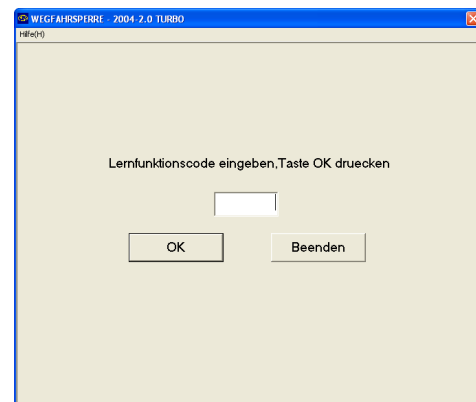 WEGFAHRSPERRE - 2004-2.0 TURBO
Hilfe(H)
Lernfunktionscode eingeben,Taste OK druecken
OK
Beenden